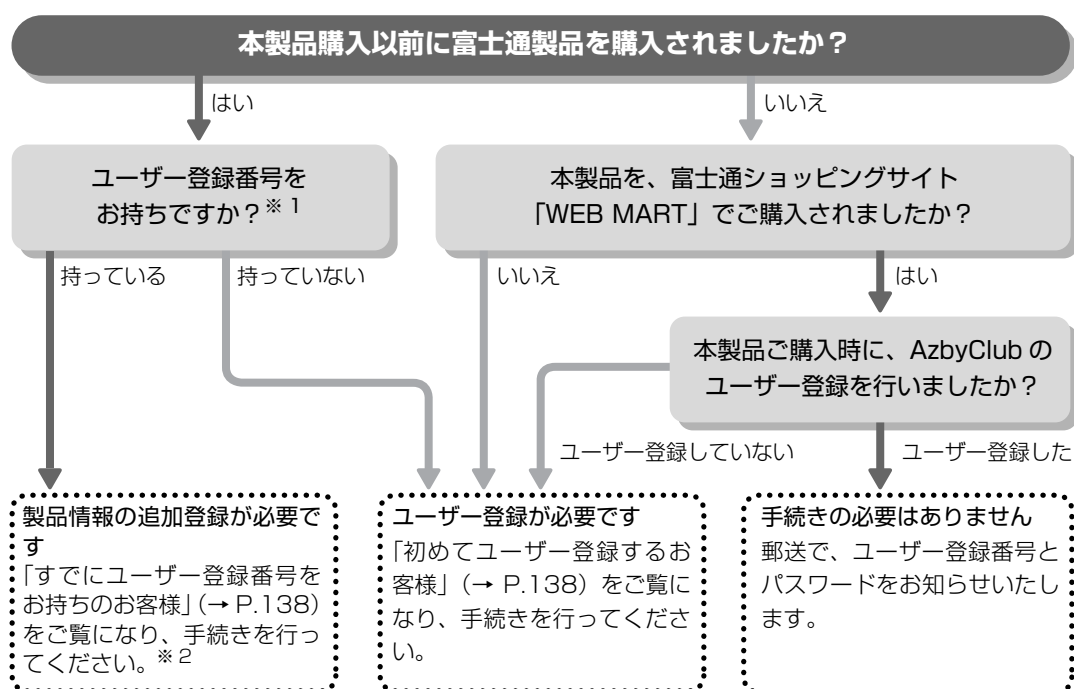 本製品購入以前に富士通製品を購入されましたか？
はい
いいえ
ユーザー登録番号を
お持ちですか？※1
本製品を、富士通ショッピングサイト
「WEB MART」でご購入されましたか？
持っている
持っていない
いいえ
はい
本製品ご購入時に、AzbyClub の
ユーザー登録を行いましたか？
ユーザー登録していない
ユーザー登録した
製品情報の追加登録が必要で
す
「すでにユーザー登録番号を
お持ちのお客様」（→ P.138）
をご覧になり、手続きを行っ
てください。※2
ユーザー登録が必要です
「初めてユーザー登録するお
客様」（→ P.138）をご覧に
なり、手続きを行ってくださ
い。
手続きの必要はありません
郵送で、ユーザー登録番号と
パスワードをお知らせいたし
ます。